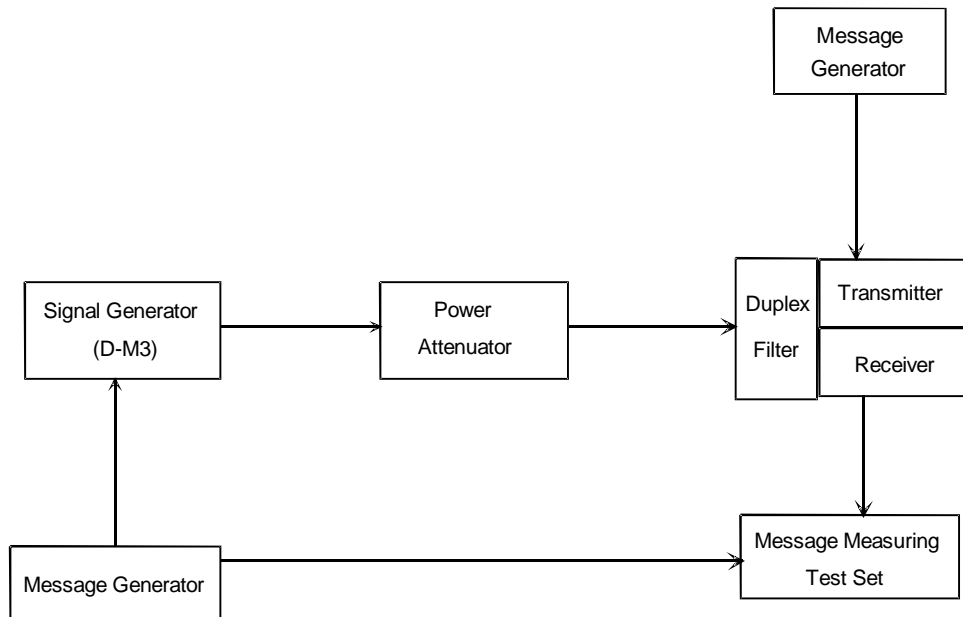 Message
Generator
Signal Generator
(D-M3)
Power
Attenuator
Duplex
Filter
Transmitter
Receiver
Message Generator
Message Measuring
Test Set